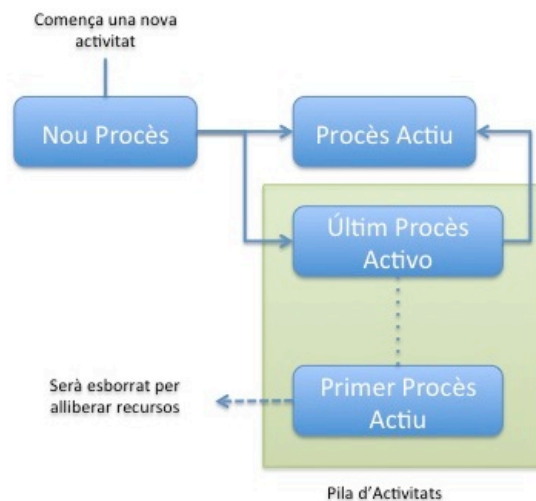 Comença una nova
activitat
Nou Procès
Procès Actiu
Últim Procès
Activo
Primer Procès
Actiu
Serà esborrat per
alliberar recursos
Pila d'Activitats